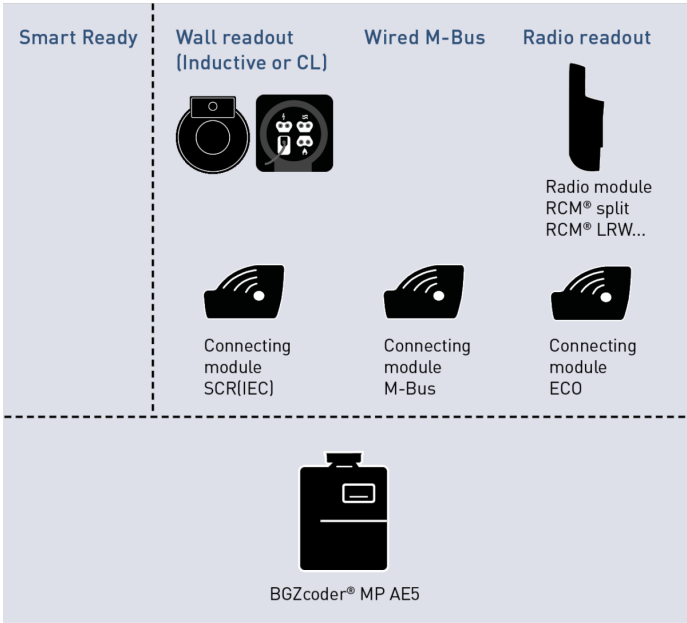 Smart Ready
Wall readout
(Inductive or CL)
Wired M-Bus
Radio readout
Radio module
RCM® split
RCM® LRW...
Connecting
module
SCR(IEC)
Connecting
module
M-Bus
Connecting
module
ECO
BGZcoder® MP AE5